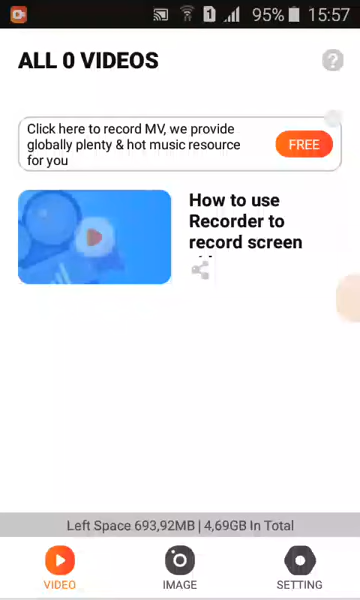 1 95% 15:57
ALL 0 VIDEOS
?
Click here to record MV, we provide
globally plenty & hot music resource
for you
FREE
How to use
Recorder to
record screen
Left Space 693,92MB | 4,69GB In Total
VIDEO IMAGE SETTING